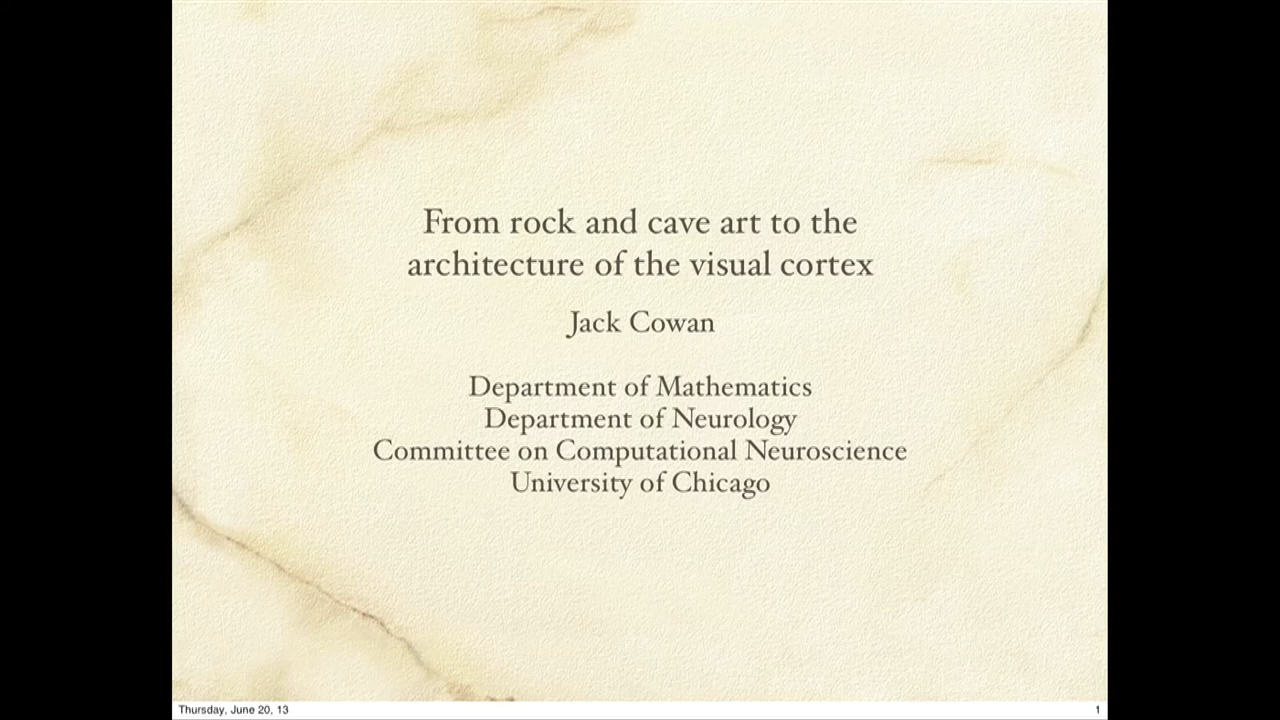 From rock and cave art to the
architecture of the visual cortex
Jack Cowan
Department of Mathematics
Department of Neurology
Committee on Computational Neuroscience
University of Chicago
Thursday, June 20, 13
1